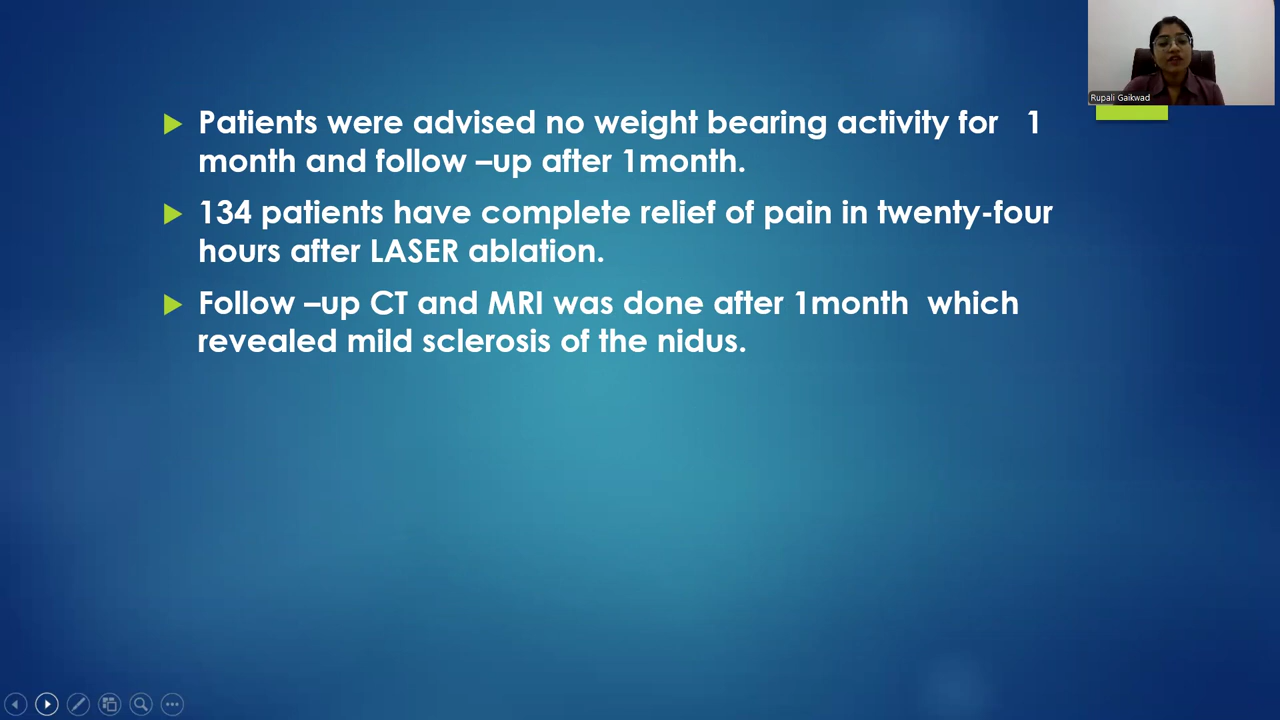 Rupali Gaikwad
Patients were advised no weight bearing activity for 1
month and follow –up after 1month.
134 patients have complete relief of pain in twenty-four
hours after LASER ablation.
Follow –up CT and MRI was done after 1month which
revealed mild sclerosis of the nidus.